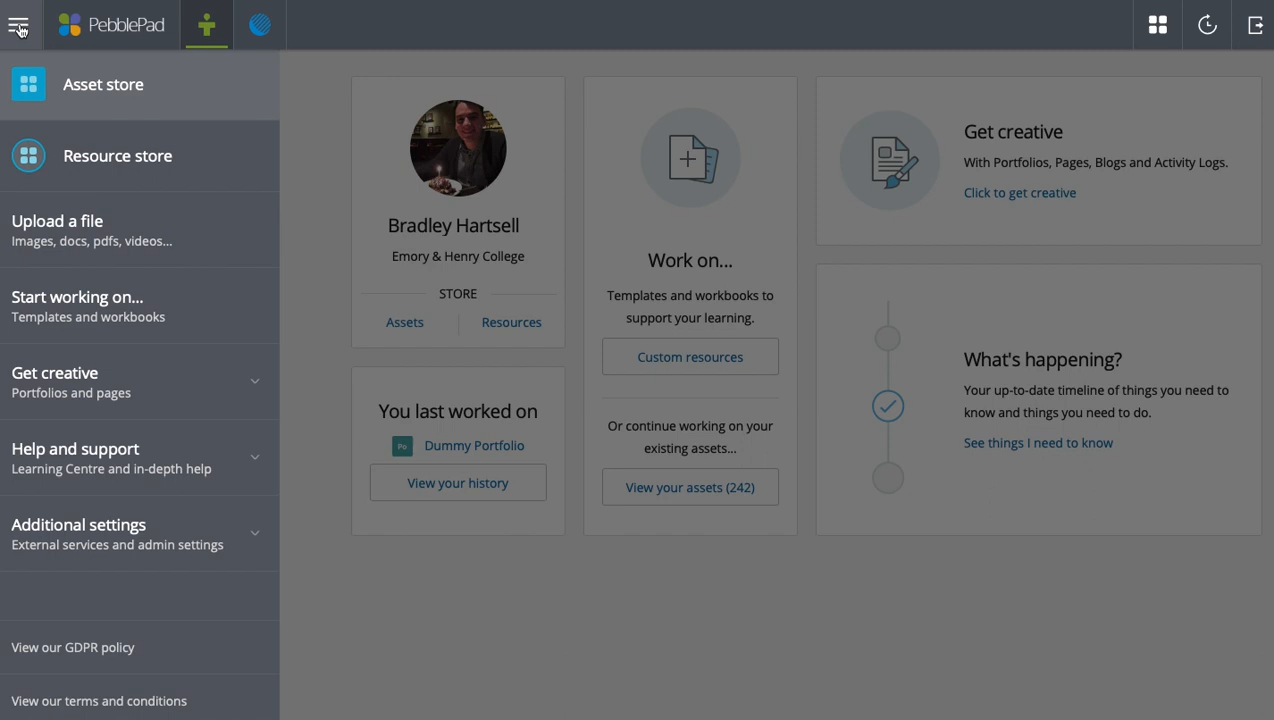 PebblePad
Asset store
Resource store
Upload a file
Images, docs, pdfs, videos...
Start working on...
Templates and workbooks
Get creative
Portfolios and pages
Help and support
Learning Centre and in-depth help
Additional settings
External services and admin settings
View our GDPR policy
View our terms and conditions
Bradley Hartsell
Emory & Henry College
STORE
Assets Resources
You last worked on
Po Dummy Portfolio
View your history
Work on...
Templates and workbooks to
support your learning.
Custom resources
Or continue working on your
existing assets...
View your assets (242)
Get creative
With Portfolios, Pages, Blogs and Activity Logs.
Click to get creative
What's happening?
Your up-to-date timeline of things you need to
know and things you need to do.
See things I need to know